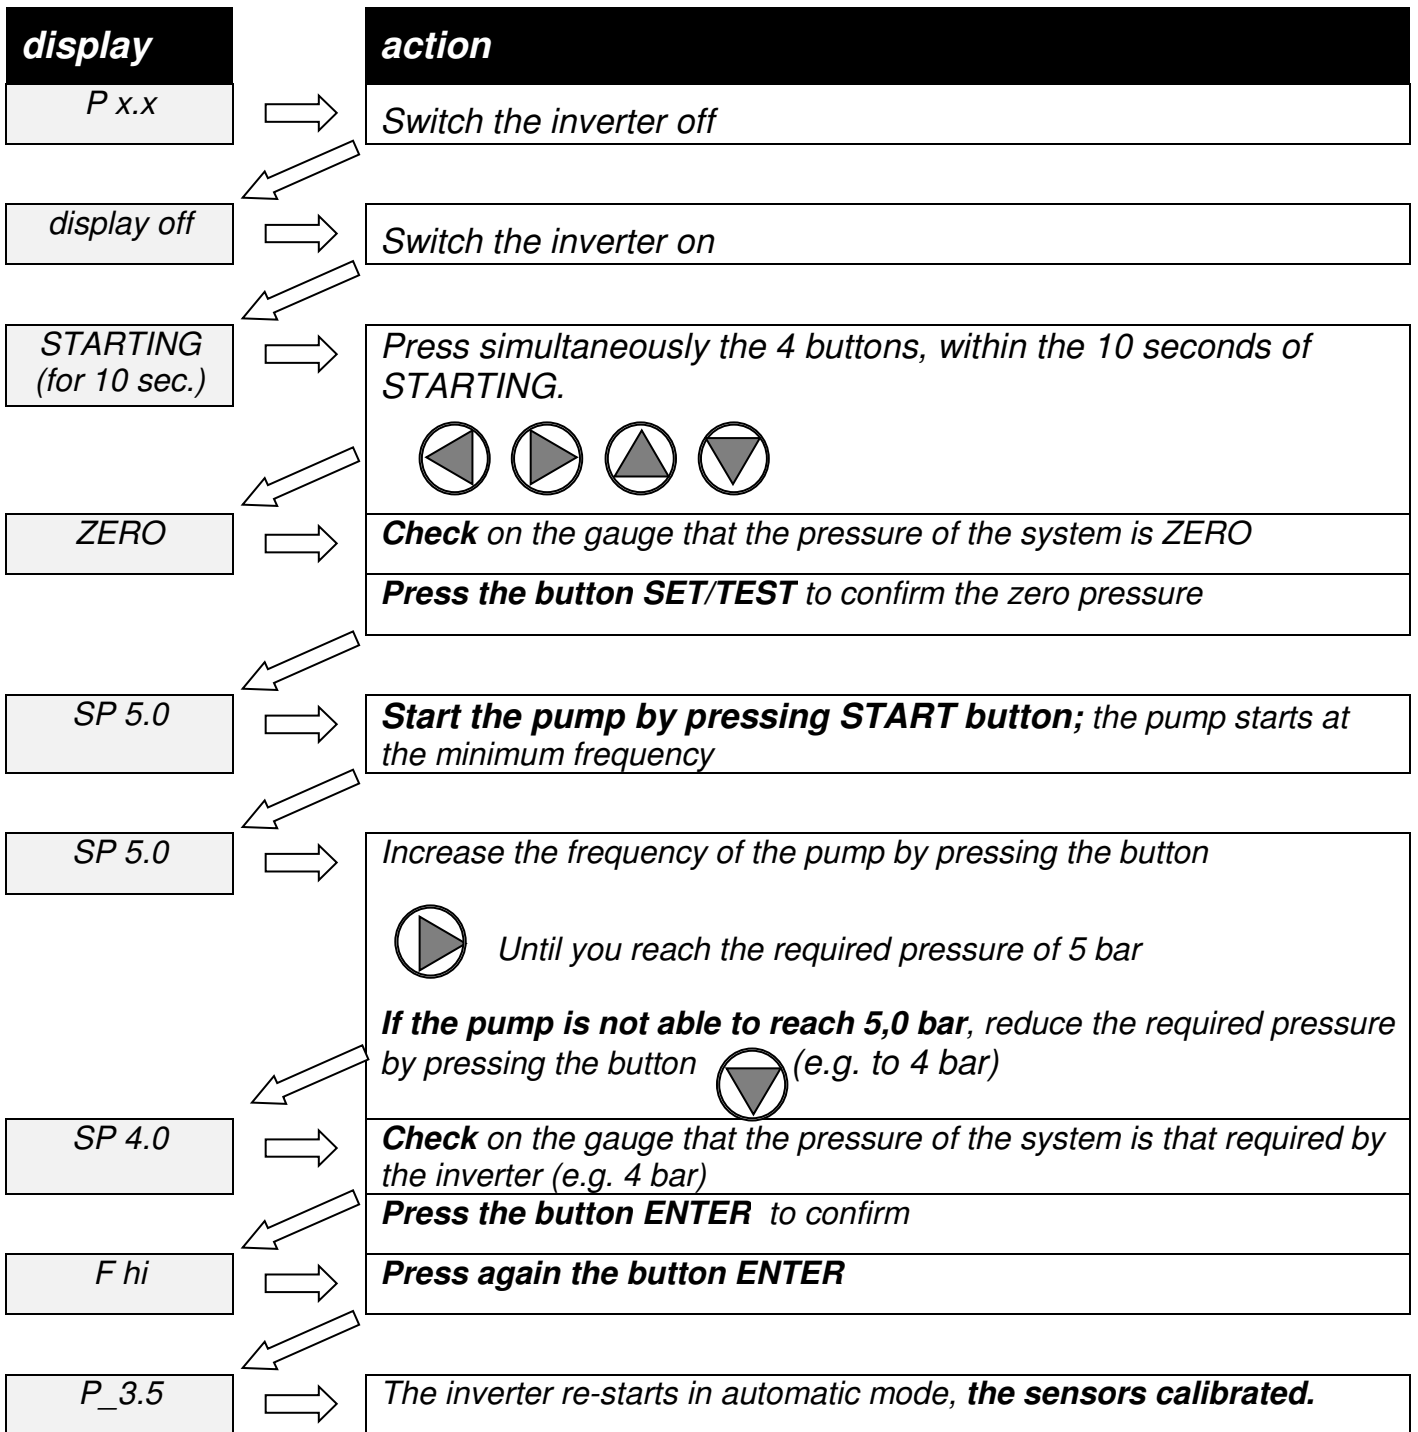 display
action
P x.x
Switch the inverter off
display off
Switch the inverter on
STARTING
(for 10 sec.)
Press simultaneously the 4 buttons, within the 10 seconds of
STARTING.
ZERO
Check on the gauge that the pressure of the system is ZERO
Press the button SET/TEST to confirm the zero pressure
SP 5.0
Start the pump by pressing START button; the pump starts at
the minimum frequency
SP 5.0
Increase the frequency of the pump by pressing the button
Until you reach the required pressure of 5 bar
If the pump is not able to reach 5,0 bar, reduce the required pressure
by pressing the button (e.g. to 4 bar)
SP 4.0
Check on the gauge that the pressure of the system is that required by
the inverter (e.g. 4 bar)
Press the button ENTER to confirm
F hi
Press again the button ENTER
P_3.5
The inverter re-starts in automatic mode, the sensors calibrated.